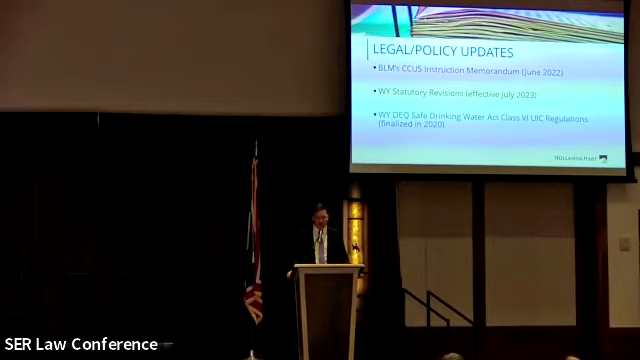 LEGAL/POLICY UPDATES
• BLM's CCUS Instruction Memorandum (June 2022)
• WY Statutory Revisions (effective July 2023)
• WY DEQ Safe Drinking Water Act Class VI UIC Regulations
(finalized in 2020)
HOLLAND&HART
SER Law Conference